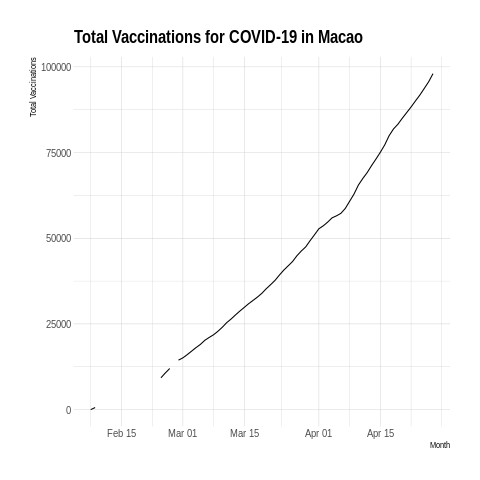 Total Vaccinations for COVID-19 in Macao
Total Vaccinations
100000
75000
50000
25000
0
Feb 15 Mar 01 Mar 15 Apr 01 Apr 15
Month